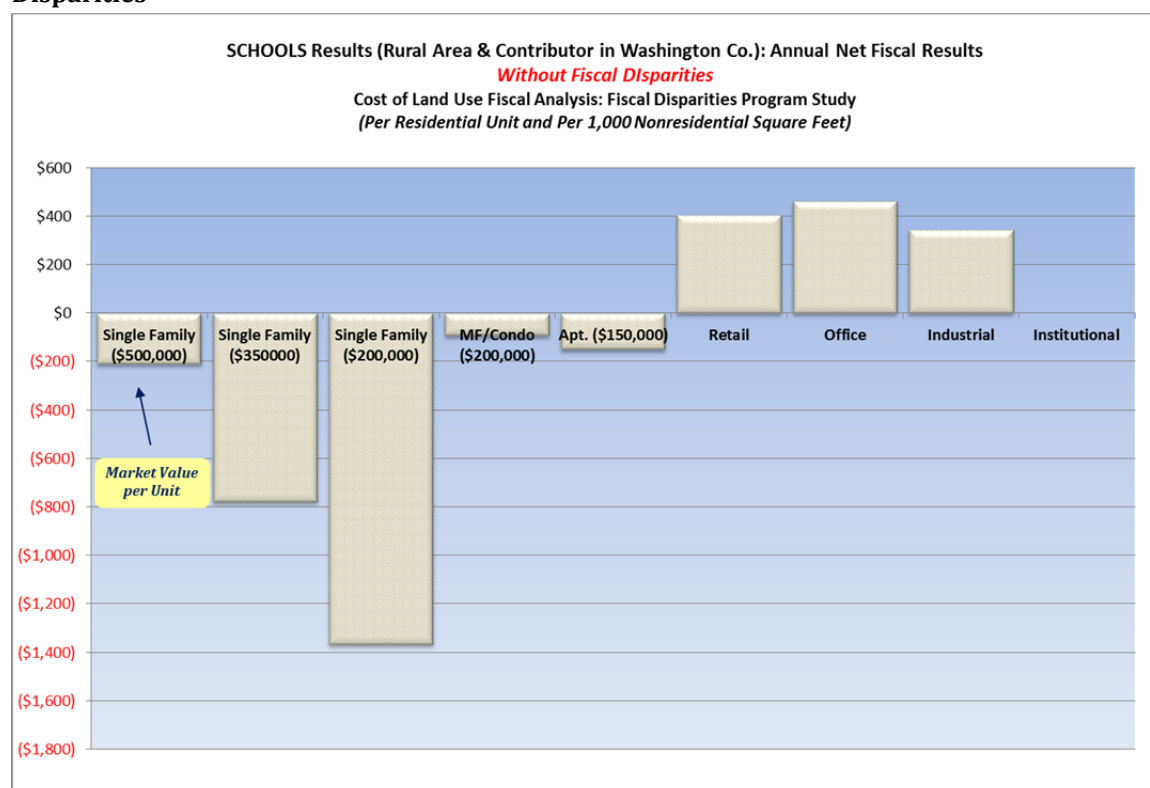 Disparities
SCHOOLS Results (Rural Area & Contributor in Washington Co.): Annual Net Fiscal Results
Without Fiscal DIsparities
Cost of Land Use Fiscal Analysis: Fiscal Disparities Program Study
(Per Residential Unit and Per 1,000 Nonresidential Square Feet)
$600
$400
$200
$0
($200)
($400)
($600)
($800)
($1,000)
($1,200)
($1,400)
($1,600)
($1,800)
Single Family
($500,000)
Single Family
($350000)
Single Family
($200,000)
MF/Condo
($200,000)
Apt. ($150,000)
Retail
Office
Industrial
Institutional
Market Value
per Unit